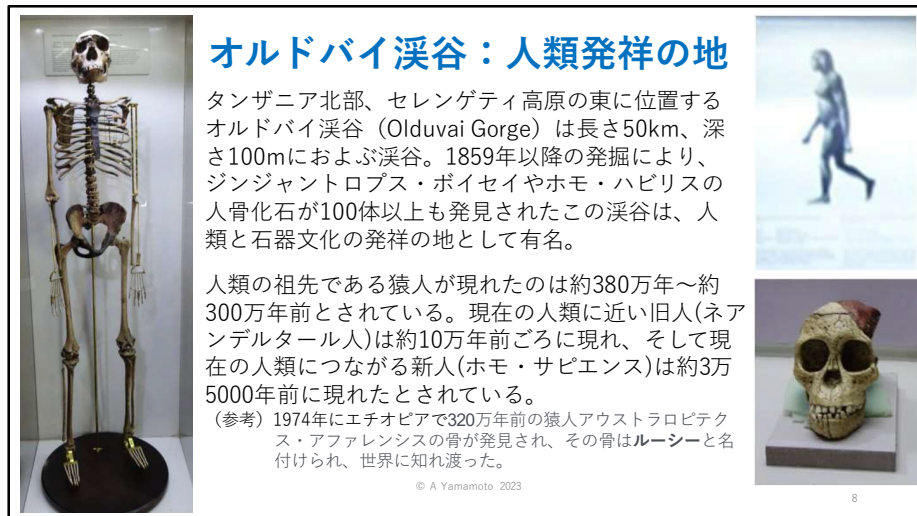 オルドバイ渓谷：人類発祥の地
タンザニア北部、セレンゲティ高原の東に位置する
オルドバイ渓谷（Olduvai Gorge）は長さ50km、深
さ100mにおよぶ渓谷。1859年以降の発掘により、
ジンジャントロプス・ボイセイやホモ・ハビリスの
人骨化石が100体以上も発見されたこの渓谷は、人
類と石器文化の発祥の地として有名。
人類の祖先である猿人が現れたのは約380万年～約
300万年前とされている。現在の人類に近い旧人(ネア
ンデルタール人)は約10万年前ごろに現れ、そして現
在の人類につながる新人(ホモ・サピエンス)は約3万
5000年前に現れたとされている。
（参考）1974年にエチオピアで320万年前の猿人アウストラロピテク
ス・アファレンシスの骨が発見され、その骨はルーシーと名
付けられ、世界に知れ渡った。
© A Yamamoto 2023
8